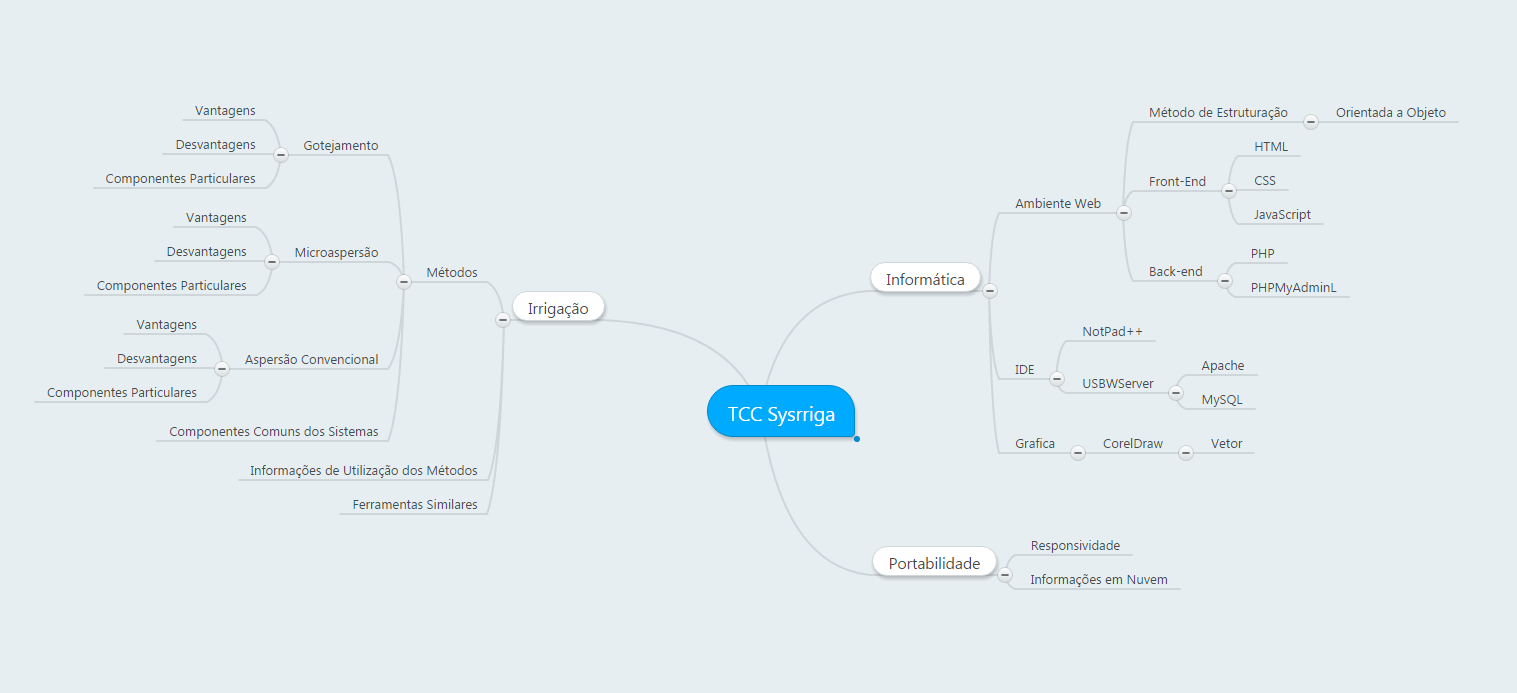 TCC Sysrriga
Irrigação
Métodos
Gotejamento
Vantagens
Desvantagens
Componentes Particulares
Microaspersão
Vantagens
Desvantagens
Componentes Particulares
Aspersão Convencional
Vantagens
Desvantagens
Componentes Particulares
Componentes Comuns dos Sistemas
Informações de Utilização dos Métodos
Ferramentas Similares
Informática
Ambiente Web
Método de Estruturação
Orientada a Objeto
Front-End
HTML
CSS
JavaScript
Back-end
PHP
PHPMyAdminL
IDE
NotPad++
USBWServer
Apache
MySQL
Grafica
CorelDraw
Vetor
Portabilidade
Responsividade
Informações em Nuvem